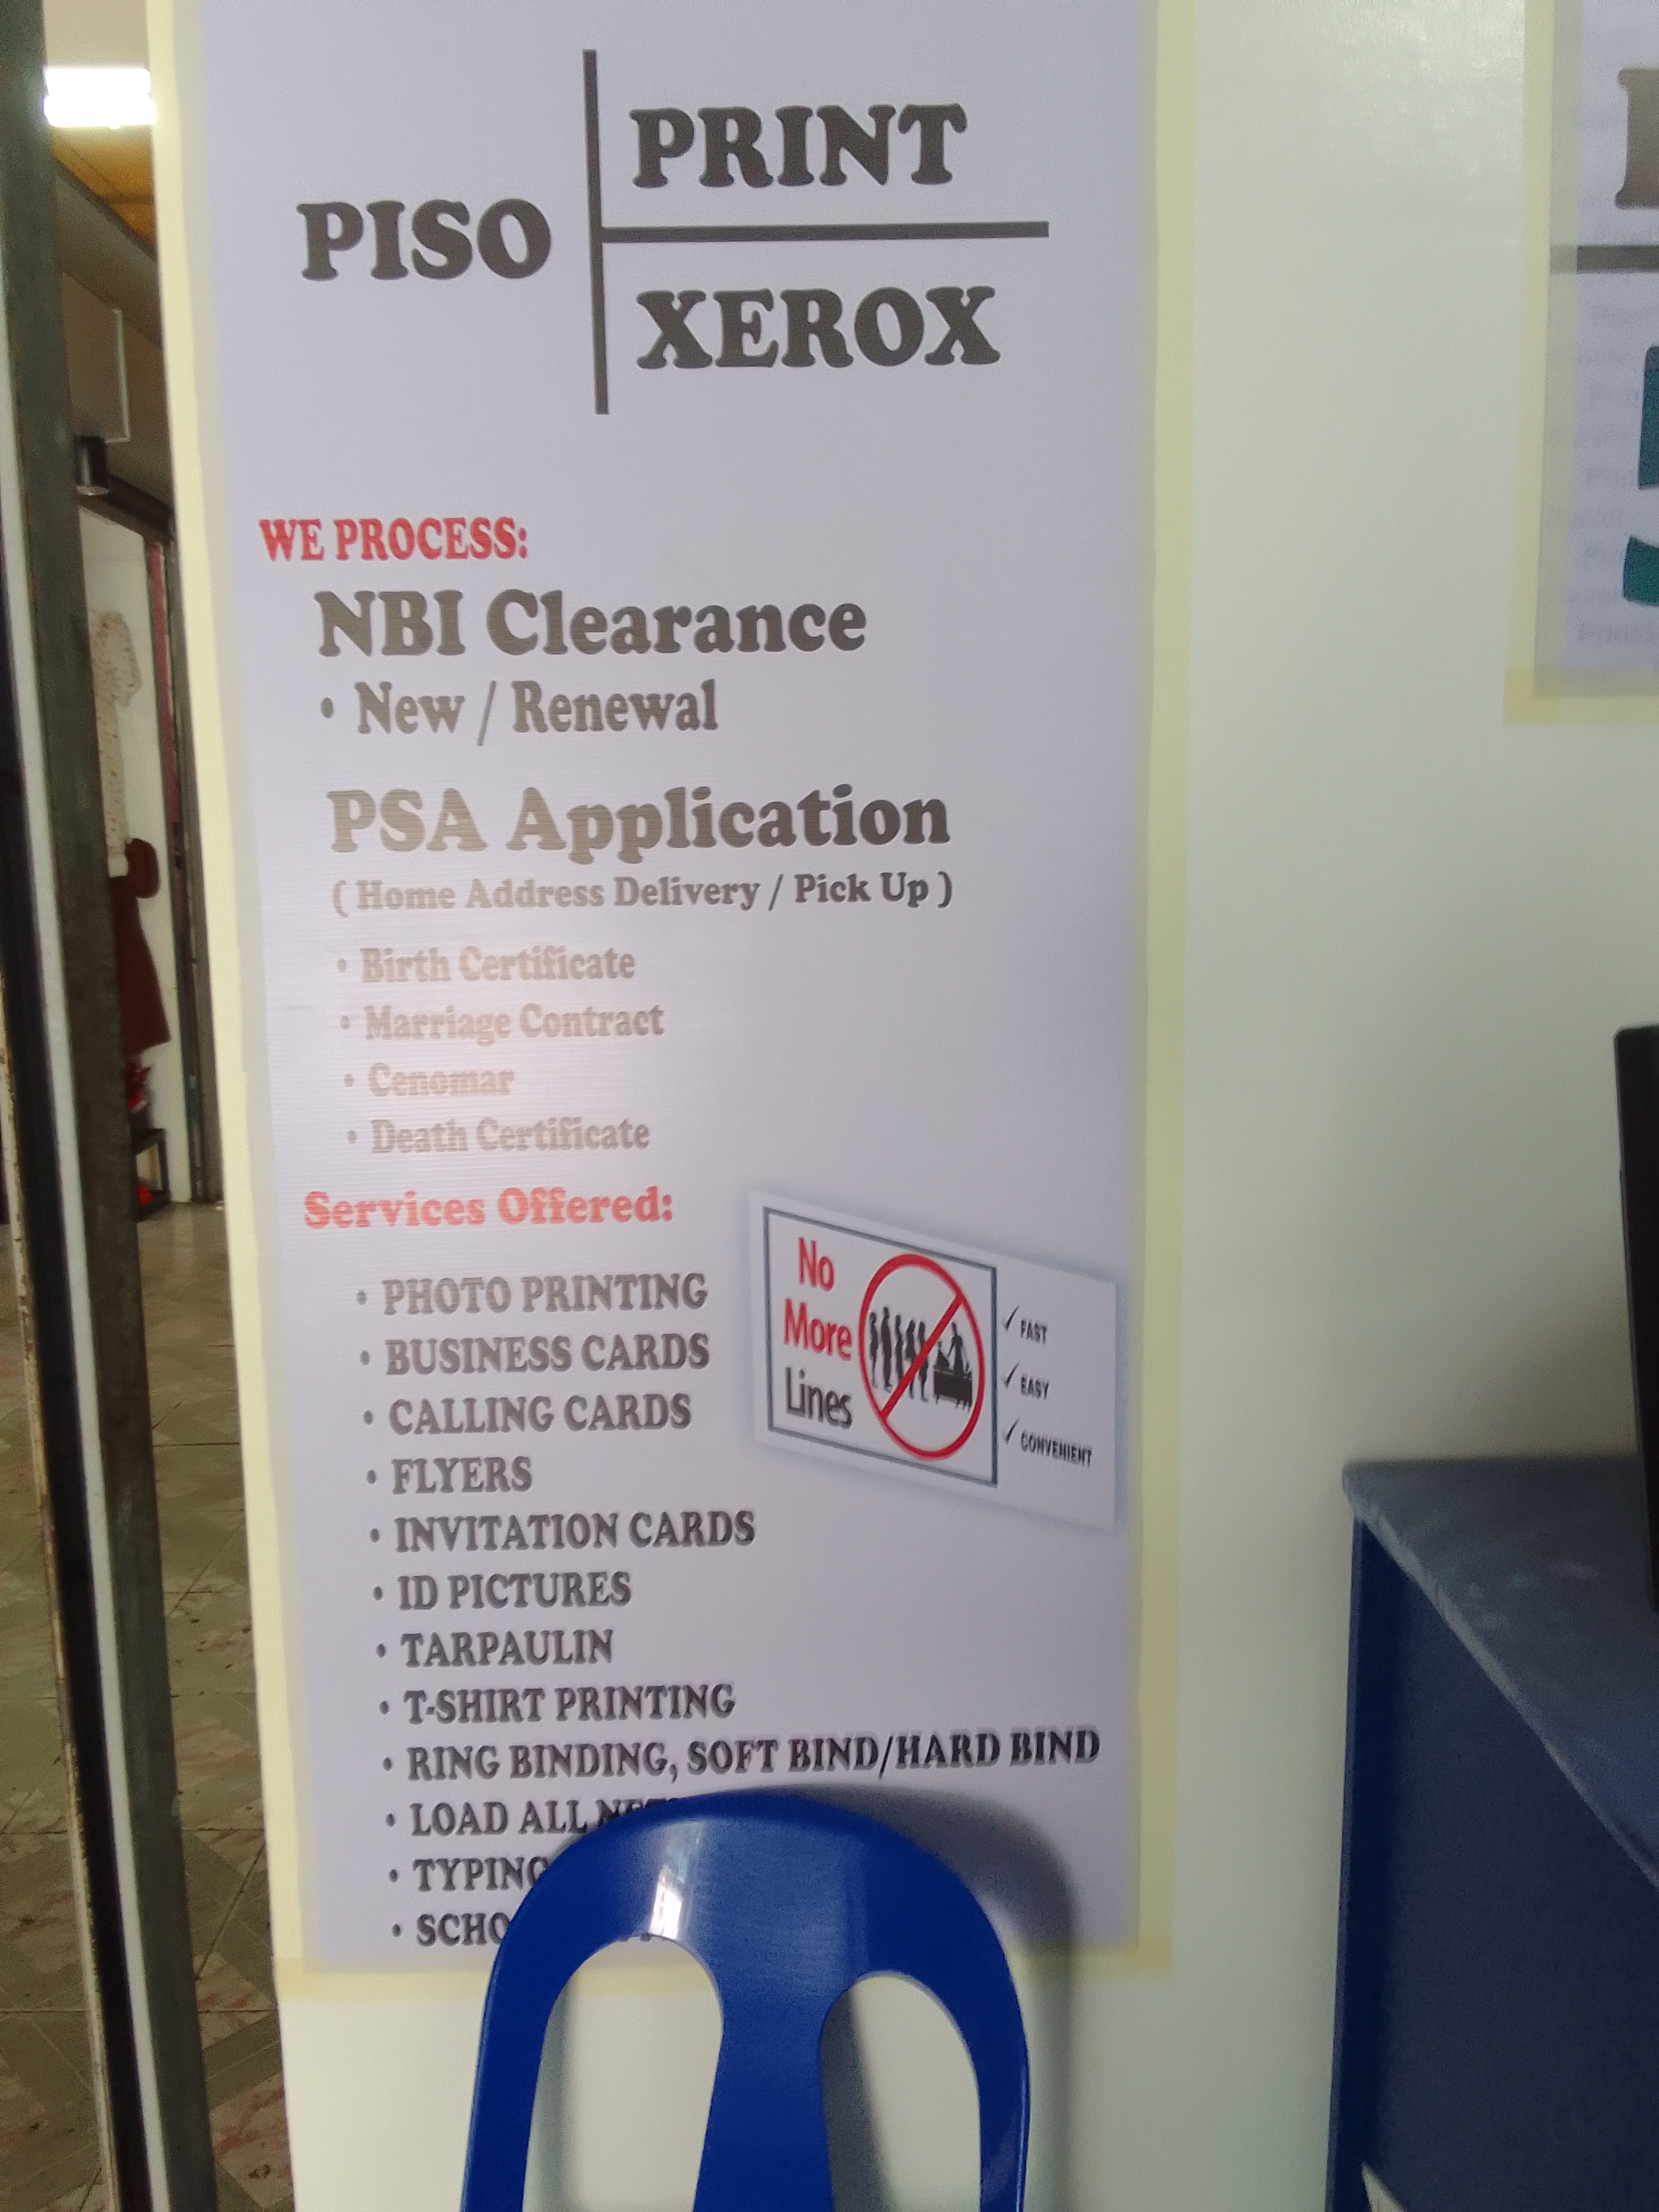 PISO
PRINT
XEROX
WE PROCESS:
NBI Clearance
• New / Renewal
PSA Application
( Home Address Delivery / Pick Up )
• Birth Certificate
• Marriage Contract
• Cenomar
• Death Certificate
Services Offered:
• PHOTO PRINTING
• BUSINESS CARDS
• CALLING CARDS
• FLYERS
• INVITATION CARDS
• ID PICTURES
• TARPAULIN
• T-SHIRT PRINTING
• RING BINDING, SOFT BIND/HARD BIND
• LOAD ALL
• TYPING
No
More
Lines
✓ FAST
✓ EASY
✓ CONVENIENT